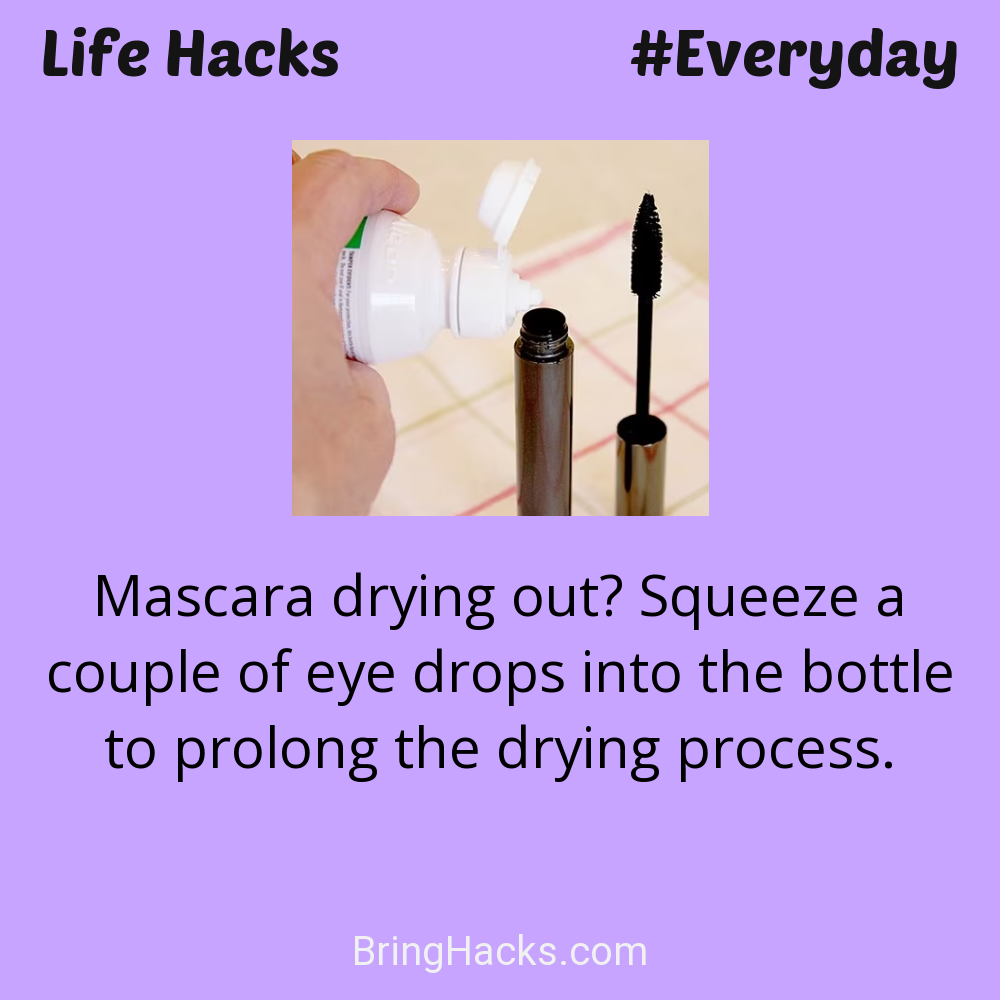 Life Hacks #Everyday
Mascara drying out? Squeeze a
couple of eye drops into the bottle
to prolong the drying process.
BringHacks.com